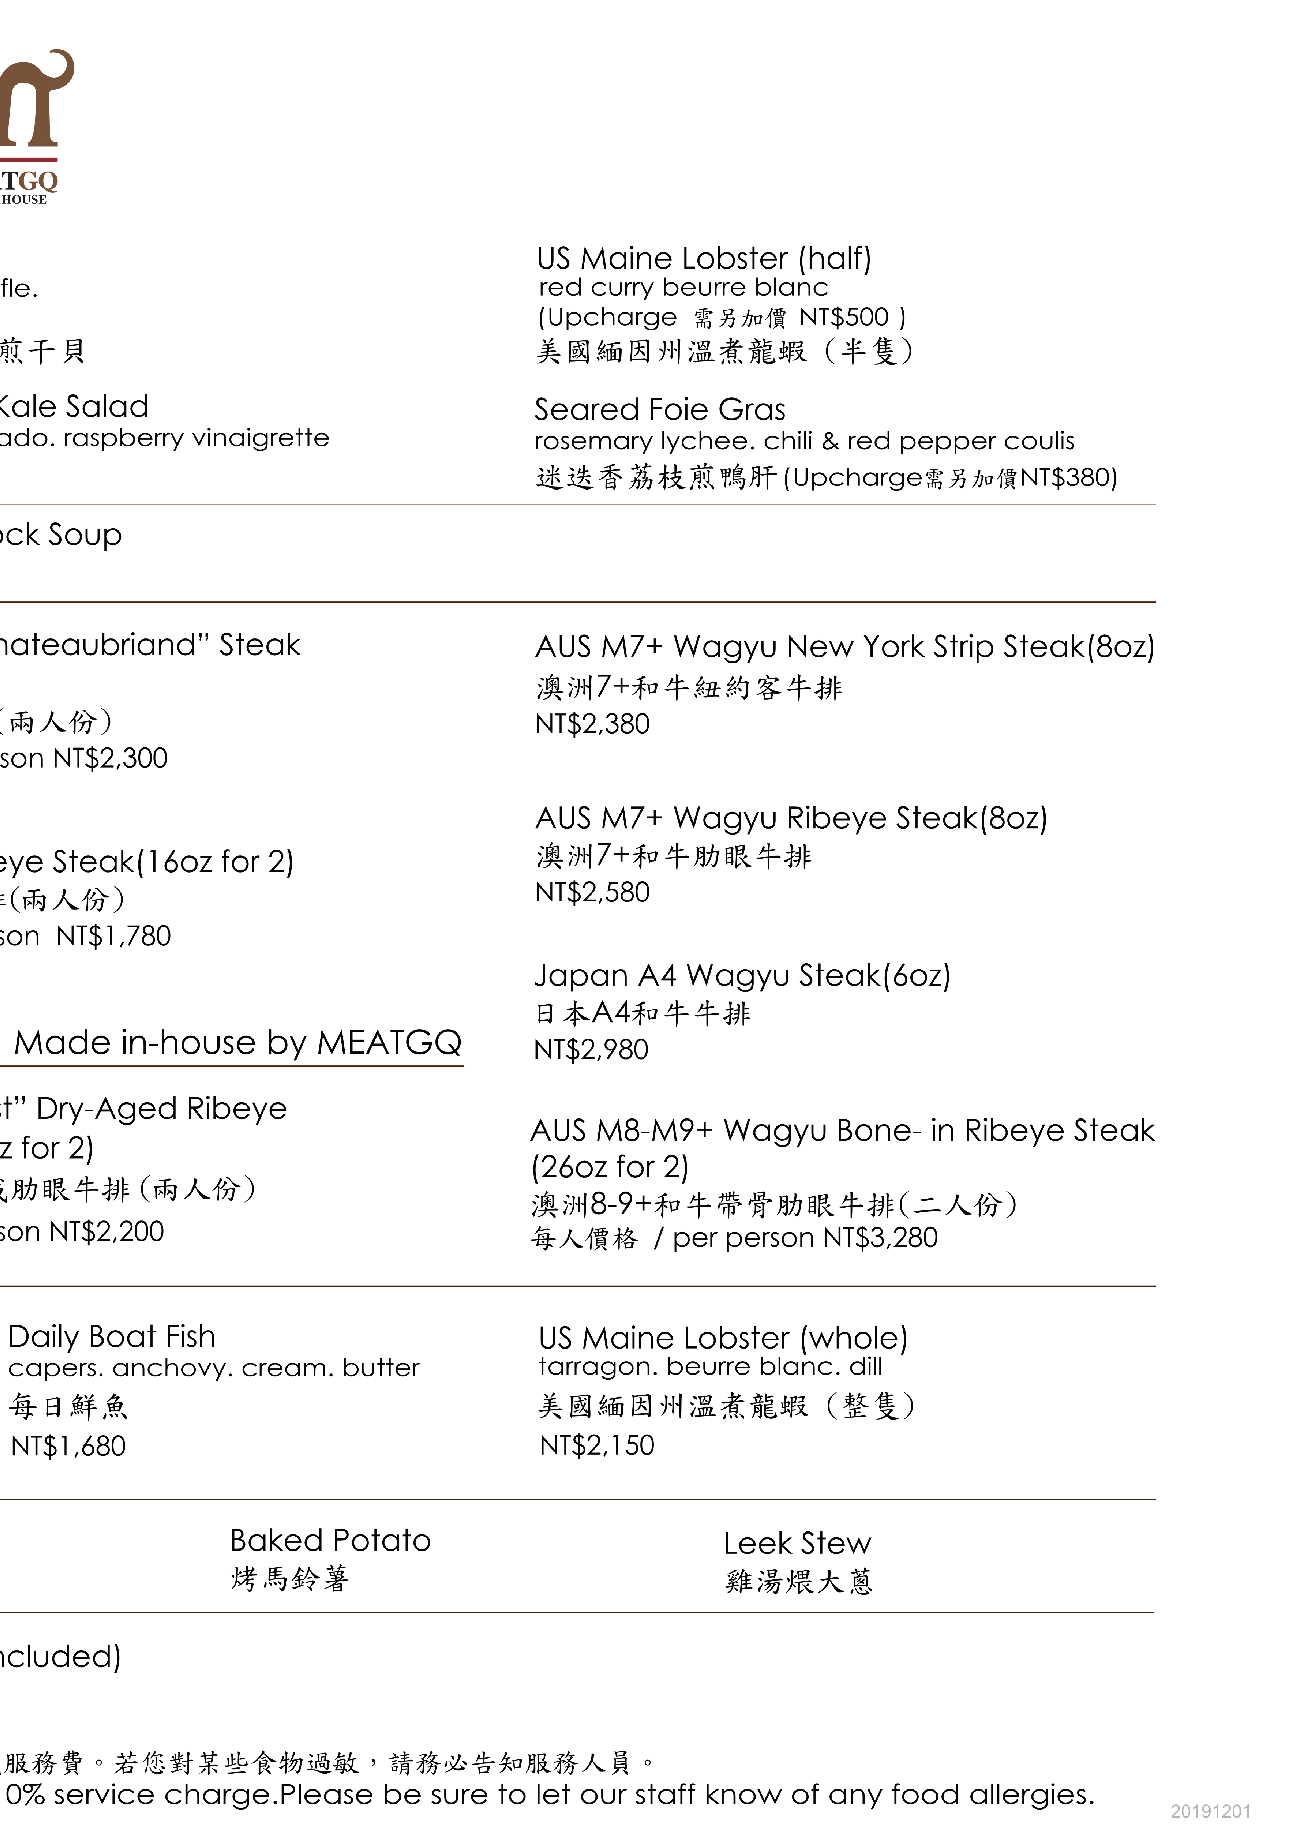 TGQ
HOUSE
US Maine Lobster (half)
red curry beurre blanc
(Upcharge 需另加價 NT$500 )
美國緬因州溫煮龍蝦（半隻）
fle.
煎干貝
Kale Salad
ado. raspberry vinaigrette
Seared Foie Gras
rosemary lychee. chili & red pepper coulis
迷迭香荔枝煎鴨肝(Upcharge需另加價NT$380)
ock Soup
hateaubriand” Steak
(兩人份)
son NT$2,300
eye Steak(16oz for 2)
(兩人份)
son NT$1,780
Made in-house by MEATGQ
st” Dry-Aged Ribeye
z for 2)
肋眼牛排(兩人份)
son NT$2,200
AUS M7+ Wagyu New York Strip Steak(8oz)
澳洲7+和牛紐約客牛排
NT$2,380
AUS M7+ Wagyu Ribeye Steak(8oz)
澳洲7+和牛肋眼牛排
NT$2,580
Japan A4 Wagyu Steak(6oz)
日本A4和牛牛排
NT$2,980
AUS M8-M9+ Wagyu Bone- in Ribeye Steak
(26oz for 2)
澳洲8-9+和牛帶骨肋眼牛排(二人份)
每人價格 / per person NT$3,280
Daily Boat Fish
capers. anchovy. cream. butter
每日鮮魚
NT$1,680
US Maine Lobster (whole)
tarragon. beurre blanc. dill
美國緬因州溫煮龍蝦（整隻）
NT$2,150
Baked Potato
烤馬鈴薯
Leek Stew
雞湯煨大蔥
ncluded)
服務費。若您對某些食物過敏，請務必告知服務人員。
0% service charge.Please be sure to let our staff know of any food allergies.
20191201